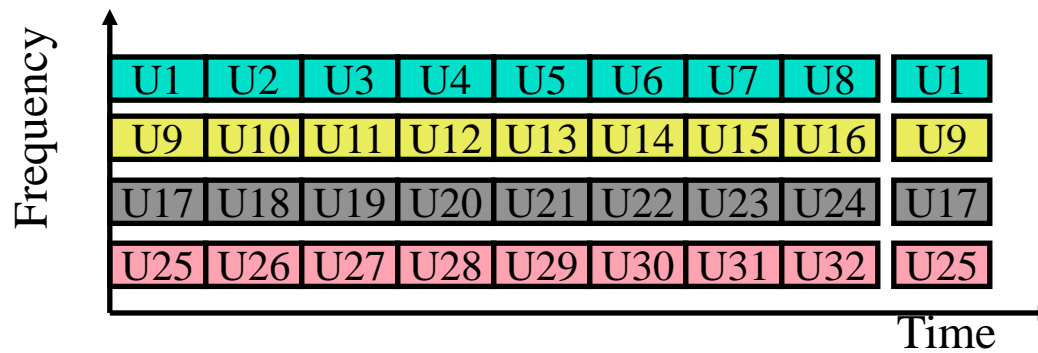 Frequency
U1 U2 U3 U4 U5 U6 U7 U8 U1
U9 U10 U11 U12 U13 U14 U15 U16 U9
U17 U18 U19 U20 U21 U22 U23 U24 U17
U25 U26 U27 U28 U29 U30 U31 U32 U25
Time